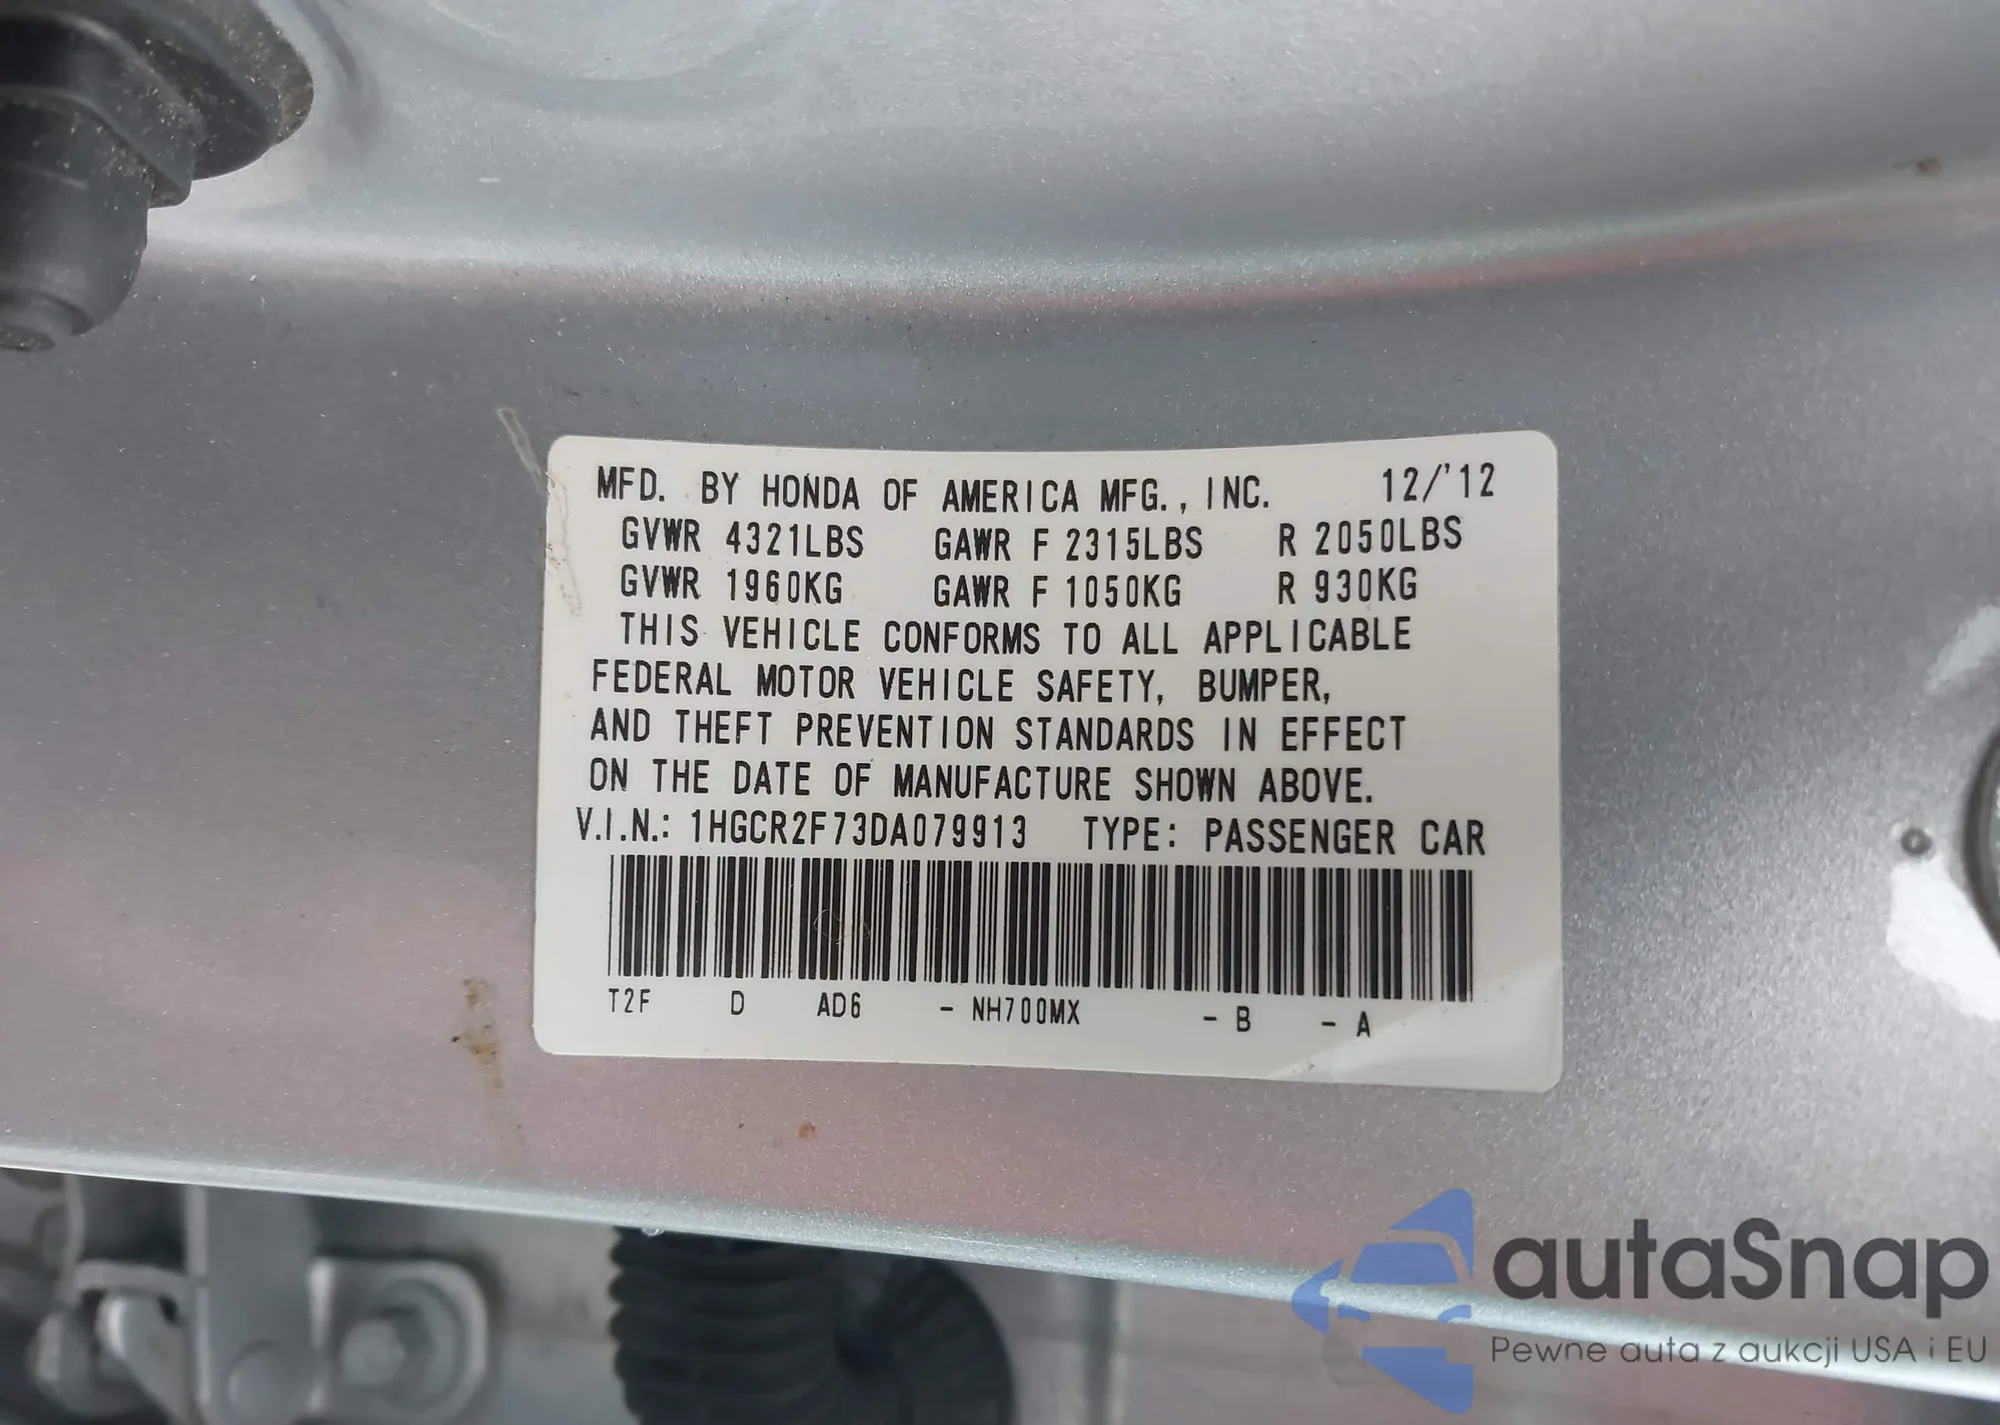 MFD. BY HONDA OF AMERICA MFG., INC. 12/'12
GVWR 4321LBS GAWR F 2315LBS R 2050LBS
GVWR 1960KG GAWR F 1050KG R 930KG
THIS VEHICLE CONFORMS TO ALL APPLICABLE
FEDERAL MOTOR VEHICLE SAFETY, BUMPER,
AND THEFT PREVENTION STANDARDS IN EFFECT
ON THE DATE OF MANUFACTURE SHOWN ABOVE.
V.I.N.: 1HGCR2F73DA079913 TYPE: PASSENGER CAR
T2F D AD6 - NH700MX - B - A
autaSnap
Pewne auta z aukcji USA i EU